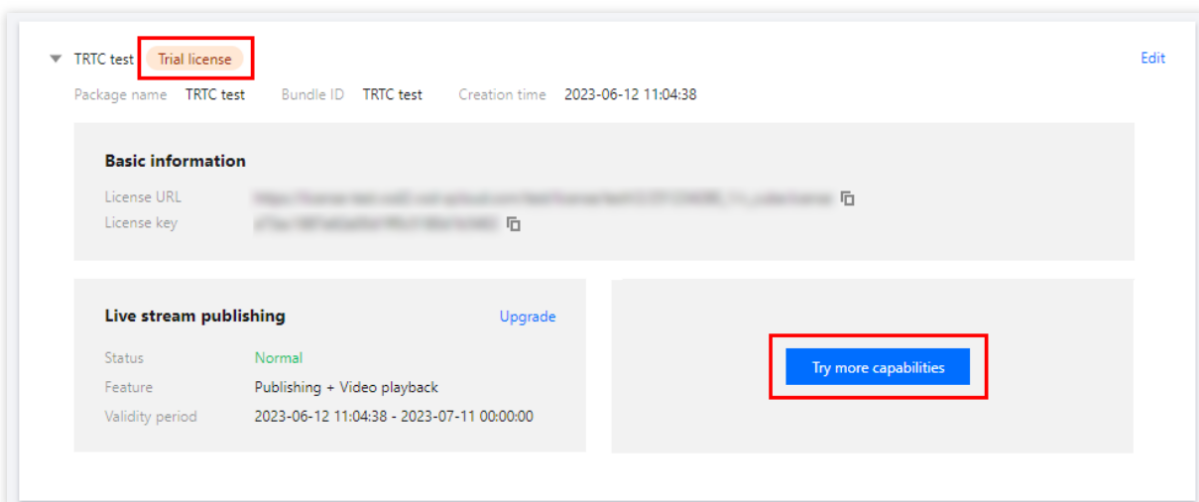 TRTC test Trial license Edit
Package name TRTC test Bundle ID TRTC test Creation time 2023-06-12 11:04:38
Basic information
License URL
License key
Live stream publishing Upgrade
Status Normal
Feature Publishing + Video playback
Validity period 2023-06-12 11:04:38 - 2023-07-11 00:00:00
Try more capabilities